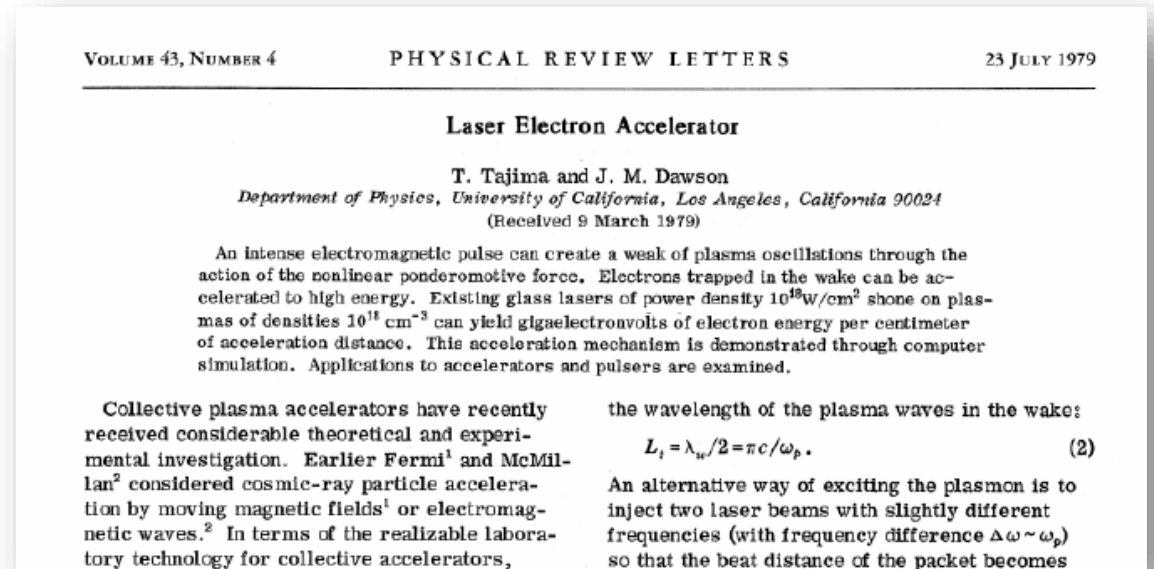 VOLUME 43, NUMBER 4 PHYSICAL REVIEW LETTERS 23 JULY 1979
Laser Electron Accelerator
T. Tajima and J. M. Dawson
Department of Physics, University of California, Los Angeles, California 90024
(Received 9 March 1979)
An intense electromagnetic pulse can create a weak of plasma oscillations through the
action of the nonlinear ponderomotive force. Electrons trapped in the wake can be ac-
celerated to high energy. Existing glass lasers of power density 10¹⁸W/cm² shone on plas-
mas of densities 10¹⁸ cm⁻³ can yield gigaelectronvolts of electron energy per centimeter
of acceleration distance. This acceleration mechanism is demonstrated through computer
simulation. Applications to accelerators and pulsers are examined.
Collective plasma accelerators have recently
received considerable theoretical and experi-
mental investigation. Earlier Fermi¹ and McMil-
lan² considered cosmic-ray particle accelera-
tion by moving magnetic fields¹ or electromag-
netic waves.² In terms of the realizable labora-
tory technology for collective accelerators,
the wavelength of the plasma waves in the wake:
Lₜ = λw/2 = πc/ωₚ. (2)
An alternative way of exciting the plasmon is to
inject two laser beams with slightly different
frequencies (with frequency difference Δω ~ ωₚ)
so that the beat distance of the packet becomes